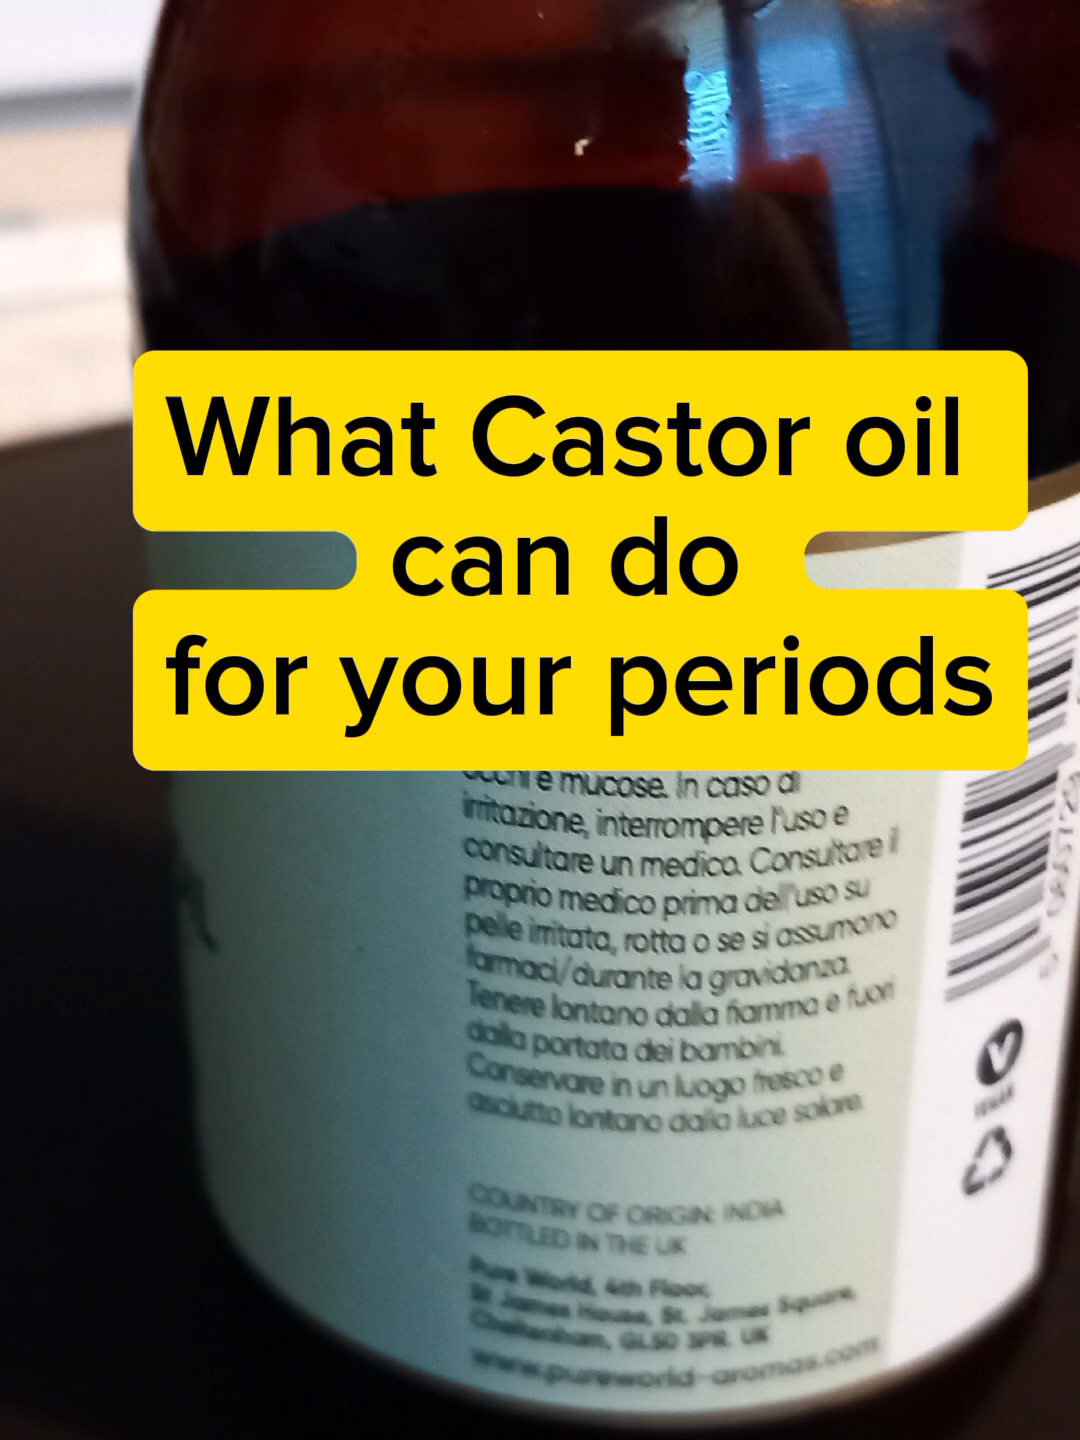 What Castor oil
can do
for your periods
occhi e mucose. In caso di
irritazione, interrompere l'uso e
consultare un medico. Consultare il
proprio medico prima dell'uso su
pelle irritata, rotta o se si assumono
farmaci/durante la gravidanza.
Tenere lontano dalla fiamma e fuori
dalla portata dei bambini.
Conservare in un luogo fresco e
asciutto lontano dalla luce solare.
COUNTRY OF ORIGIN: INDIA
BOTTLED IN THE UK
Pure World, 4th Floor,
St James House, St. James Square,
Cheltenham, GL50 3PR, UK
www.pureworld-aromas.com